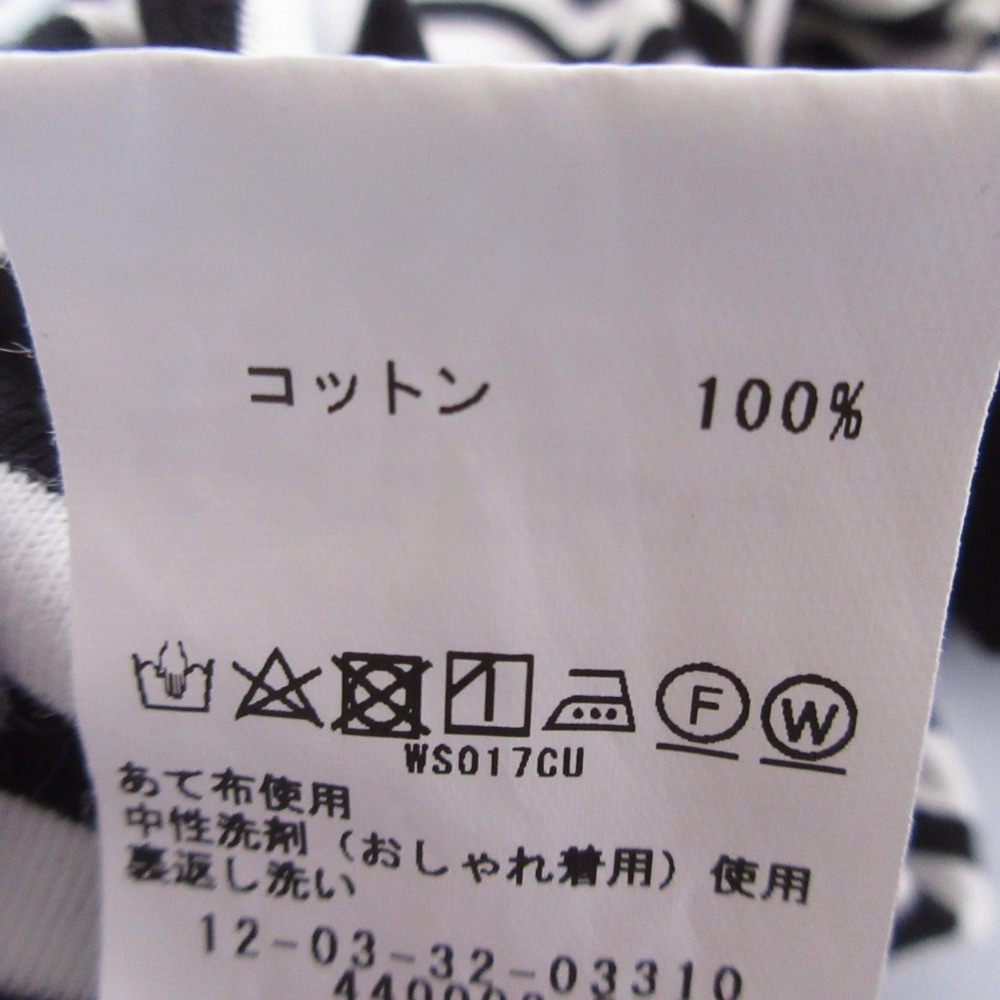 コットン 100%
F W
WS017CU
あて布使用
中性洗剤（おしゃれ着用）使用
裏返し洗い
12-03-32-03310